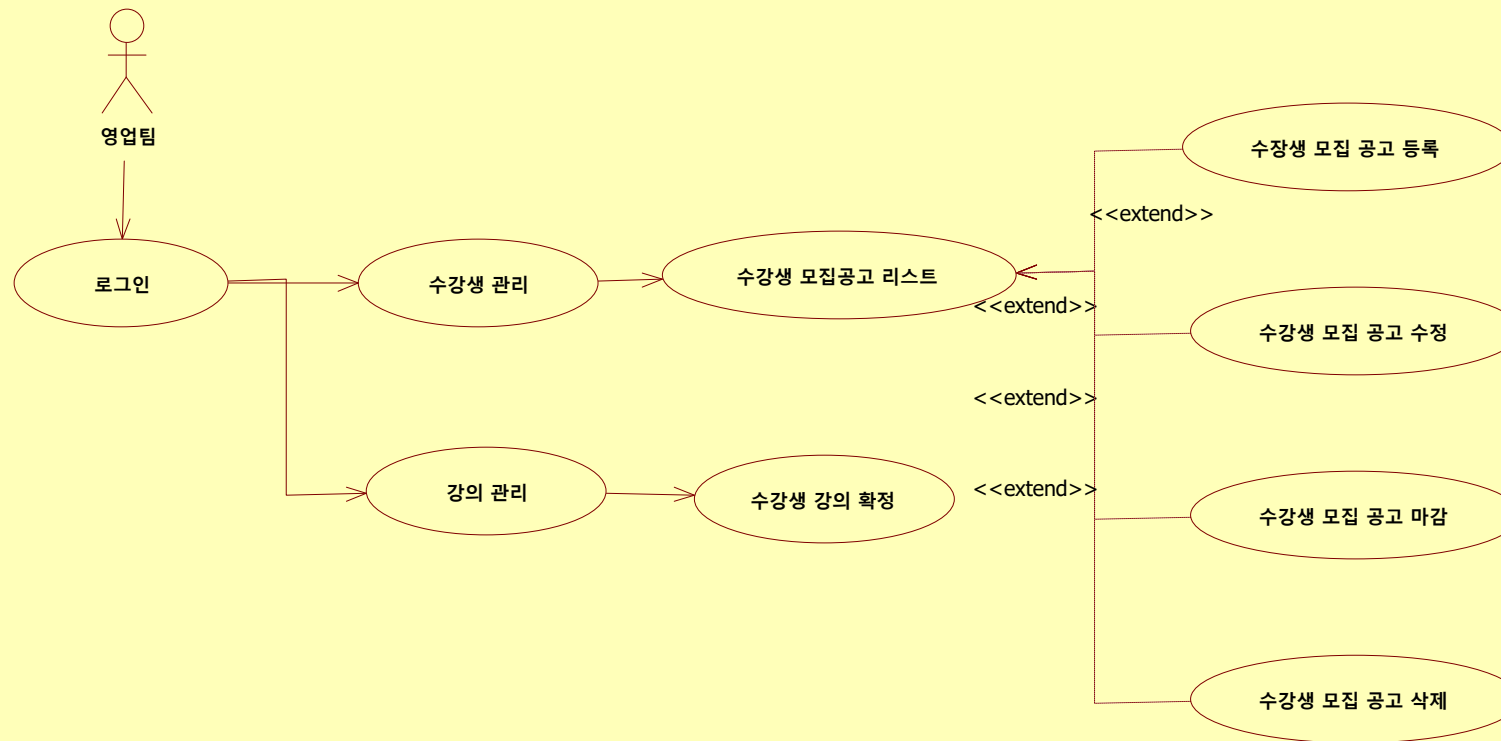 영업팀
로그인
수강생 관리
수강생 모집공고 리스트
강의 관리
수강생 강의 확정
<<extend>>
<<extend>>
<<extend>>
<<extend>>
수장생 모집 공고 등록
수강생 모집 공고 수정
수강생 모집 공고 마감
수강생 모집 공고 삭제